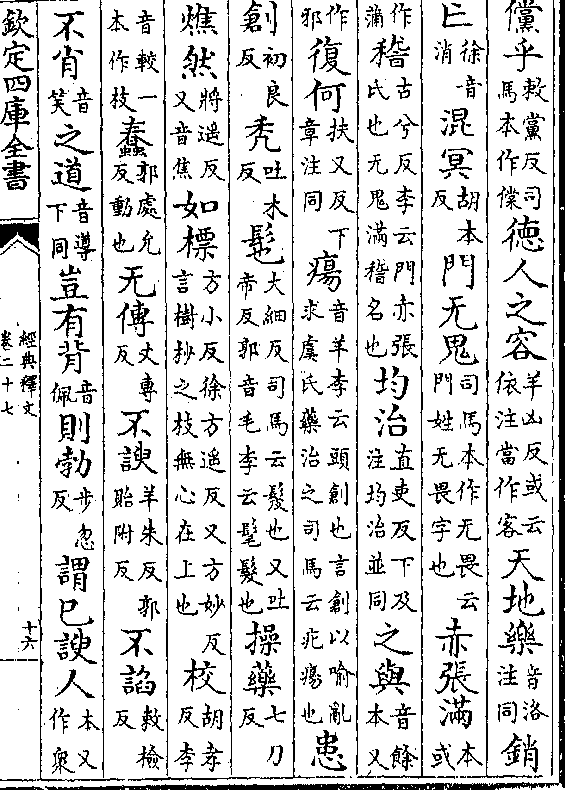 儻乎敕黨反司馬本作儻德人之容羊凶反或云依注當作客天地樂音洛注同銷
亡徐音消混冥胡本反門无鬼司馬本作无畏云門姓无畏字也赤張滿本或
作蒲稽古兮反李云門赤張氏也无鬼滿稽名也均治直吏反下及注均治並同之與音餘本又
作邪復何扶又反下章注同瘍音羊李云頭創也言創以喻亂求虞氏藥治之司馬云疕瘍也患
創初良反禿吐木反髢大細反司馬云髲也又吐帝反郭音毛李云髦髮也操藥七刀反
燋然將遥反又音焦如標方小反徐方遥反又方妙反言樹杪之枝無心在上也校胡孝反李
音較一本作枝蠢郭處允反動也无傳丈專反不諛羊朱反郭貽附反不諂敕檢反
不肖音笑之道音導下同豈有背音佩則勃步忽反謂已諛人本又作衆
欽定四庫全書
經典釋文
卷二十七
十六